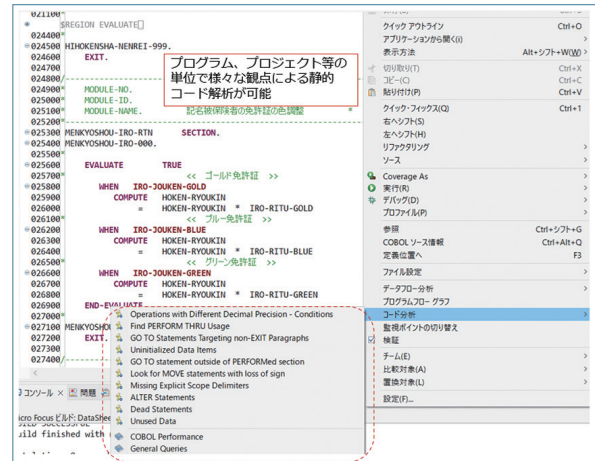 021100*
$REGION EVALUATE
024400*
024500 HIHOKENSHA-NENREI-999.
024600 EXIT.
024700
024800/
024900* MODULE-NO.
025000* MODULE-ID.
025100* MODULE-NAME. 記名被保険者の免許証の色調整 *
025200*
025300 MENKYOSHOU-IRO-RTN SECTION.
025400 MENKYOSHOU-IRO-000.
025500*
025600 EVALUATE TRUE
025700* << ゴールド免許証 >>
025800 WHEN IRO-JOUKEN-GOLD
025900 COMPUTE HOKEN-RYOUKIN
026000 = HOKEN-RYOUKIN * IRO-RITU-GOLD
026100* << ブルー免許証 >>
026200 WHEN IRO-JOUKEN-BLUE
026300 COMPUTE HOKEN-RYOUKIN
026400 = HOKEN-RYOUKIN * IRO-RITU-BLUE
026500* << グリーン免許証 >>
026600 WHEN IRO-JOUKEN-GREEN
026700 COMPUTE HOKEN-RYOUKIN
026800 = HOKEN-RYOUKIN * IRO-RITU-GREEN
026900 END-EVALUATE
027000*
027100 MENKYOSHOU
027200 EXIT.
027300
027400/
プログラム、プロジェクト等の
単位で様々な観点による静的
コード解析が可能
コンソール × 問題
icro Focus ビルド: DataShee
uild finished with
Operations with Different Decimal Precision - Conditions
Find PERFORM THRU Usage
GO TO Statements Targeting non-EXIT Paragraphs
Uninitialized Data Items
GO TO statement outside of PERFORMed section
Look for MOVE statements with loss of sign
Missing Explicit Scope Delimiters
ALTER Statements
Dead Statements
Unused Data
COBOL Performance
General Queries
クイック アウトライン Ctrl+O
アプリケーションから開く(i) >
表示方法 Alt+シフト+W(W) >
切り取り(T) Ctrl+X
コピー(C) Ctrl+C
貼り付け(P) Ctrl+V
クイック・フィックス(Q) Ctrl+1
右へシフト(S)
左へシフト(H)
リファクタリング >
ソース >
Coverage As >
実行(R) >
デバッグ(D) >
プロファイル(P) >
参照 Ctrl+シフト+G
COBOL ソース情報 Ctrl+Alt+Q
定義位置へ F3
ファイル設定 >
データフロー分析 >
プログラムフロー グラフ
コード分析 >
監視ポイントの切り替え
検証
チーム(E) >
比較対象(A) >
置換対象(L) >
設定(F)...